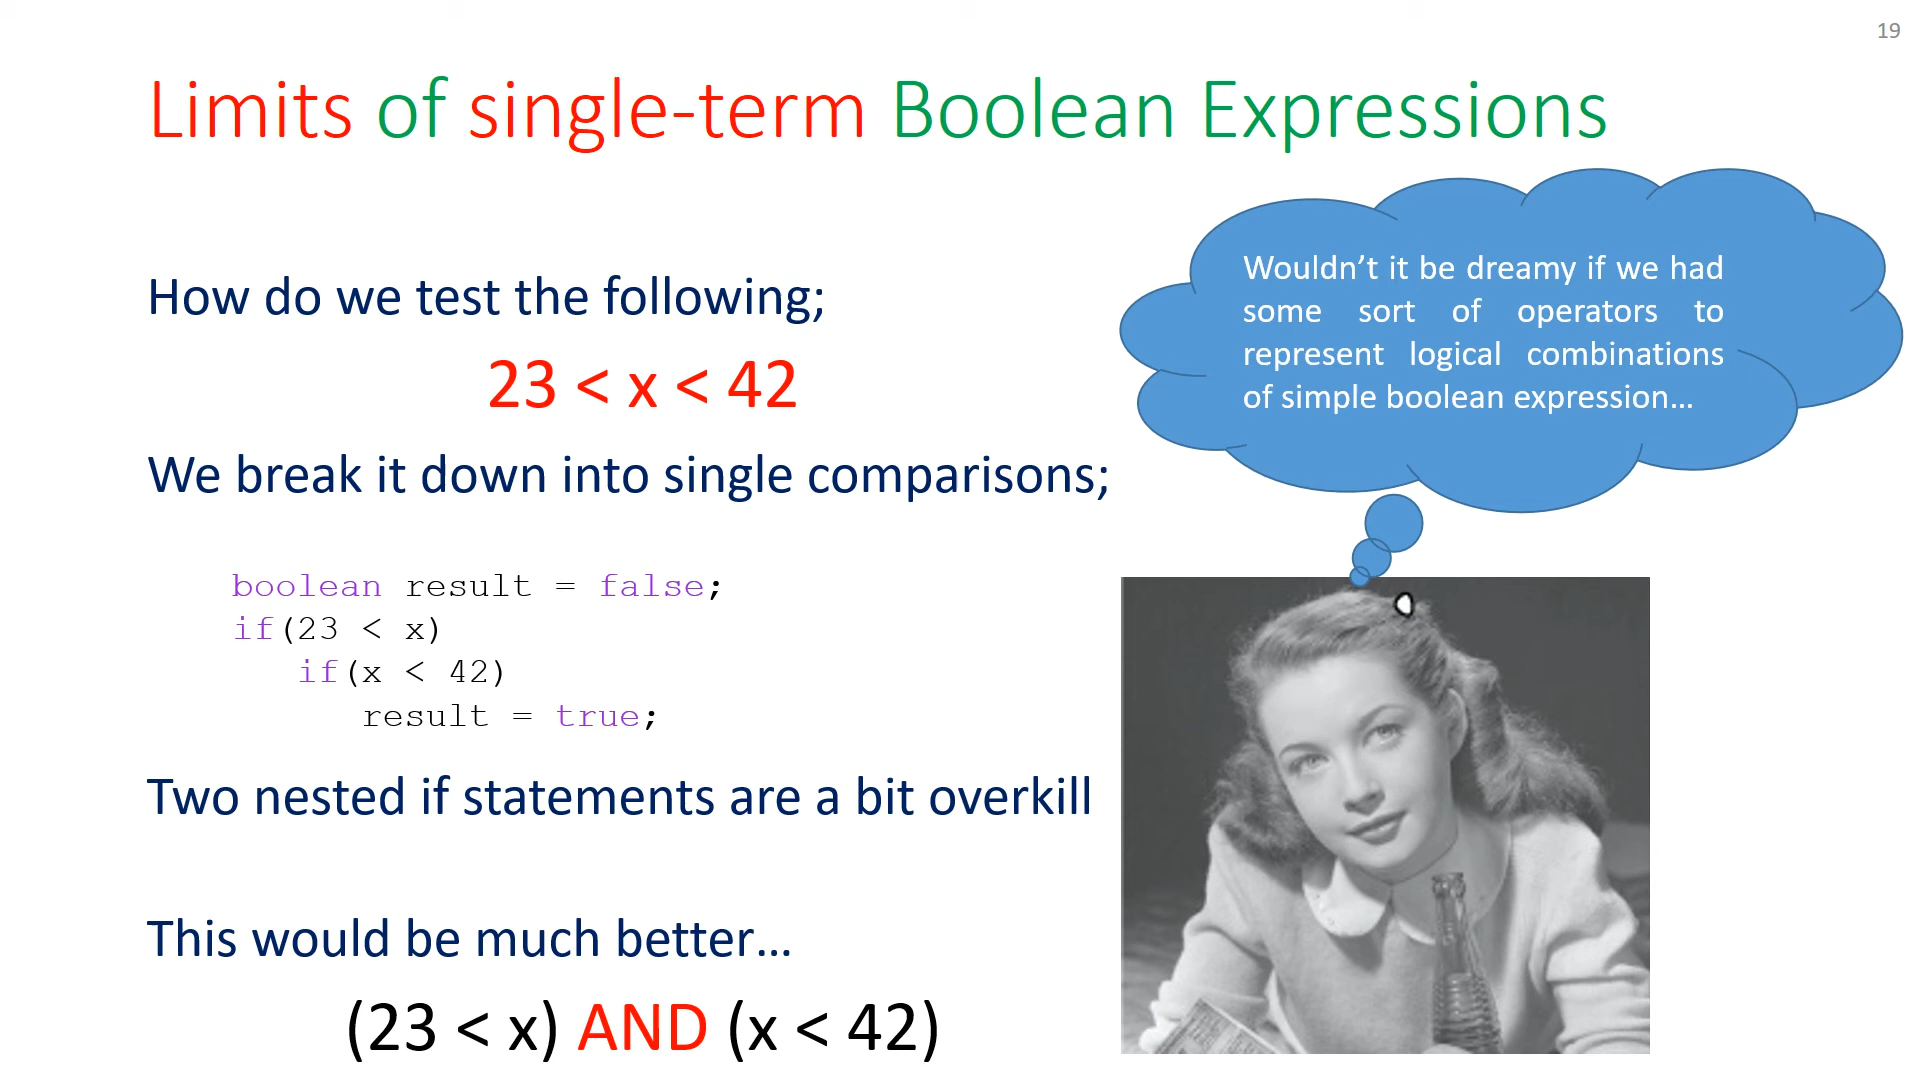 19
Limits of single-term Boolean Expressions
How do we test the following;
23 < x < 42
We break it down into single comparisons;
boolean result = false;
if(23 < x)
if(x < 42)
result = true;
Two nested if statements are a bit overkill
This would be much better...
(23 < x) AND (x < 42)
Wouldn't it be dreamy if we had
some sort of operators to
represent logical combinations
of simple boolean expression...